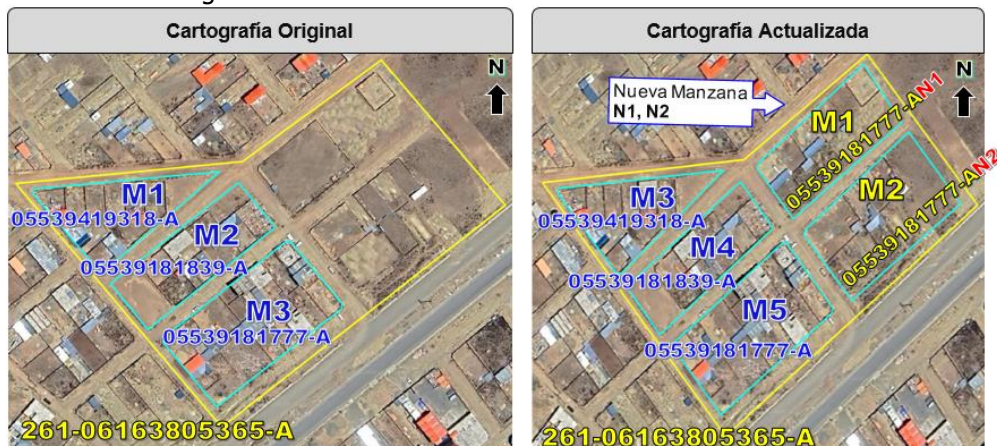 Cartografía Original
N
M1
05539419318-A
M2
05539181839-A
M3
05539181777-A
261-06163805365-A
Cartografía Actualizada
Nueva Manzana
N1, N2
N
M1
05539181777-AN1
M2
05539181777-AN2
M3
05539419318-A
M4
05539181839-A
M5
05539181777-A
261-06163805365-A